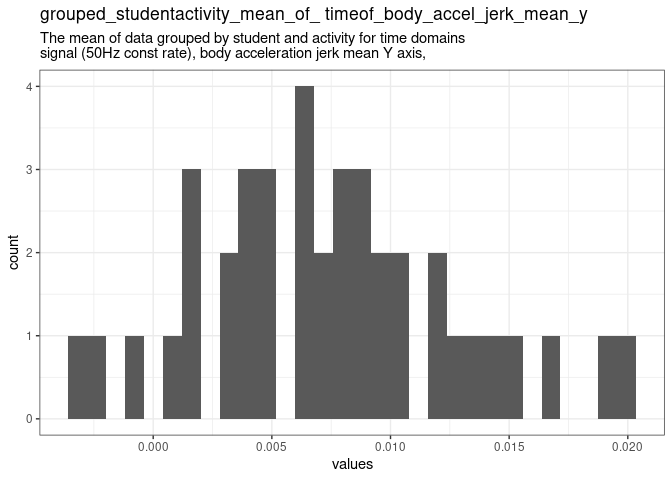 grouped_studentactivity_mean_of_ timeof_body_accel_jerk_mean_y
The mean of data grouped by student and activity for time domains
signal (50Hz const rate), body acceleration jerk mean Y axis,
4
3
2
1
0
count
0.000 0.005 0.010 0.015 0.020
values